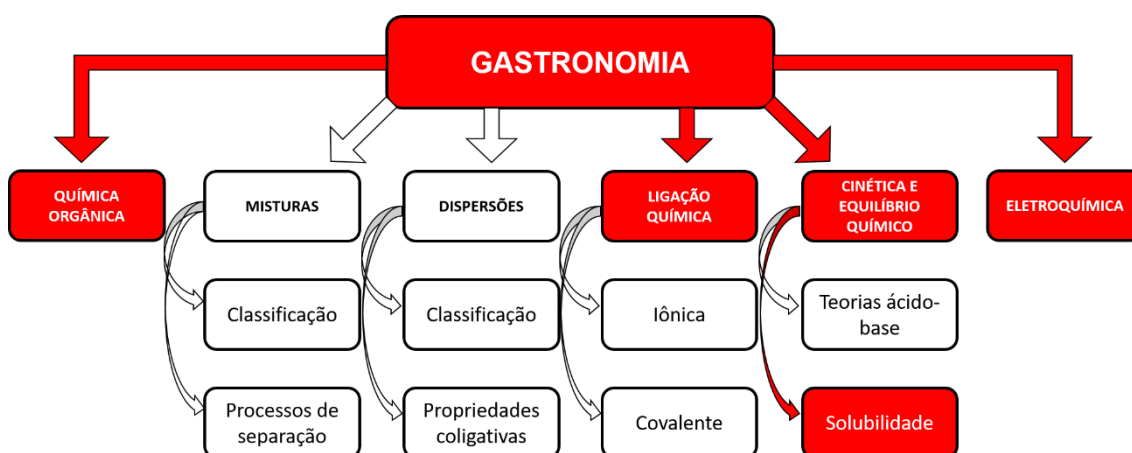 GASTRONOMIA
QUÍMICA
ORGÂNICA
MISTURAS
DISPERSÕES
LIGAÇÃO
QUÍMICA
CINÉTICA E
EQUILÍBRIO
QUÍMICO
ELETROQUÍMICA
Classificação
Classificação
Iônica
Teorias ácido-
base
Processos de
separação
Propriedades
coligativas
Covalente
Solubilidade